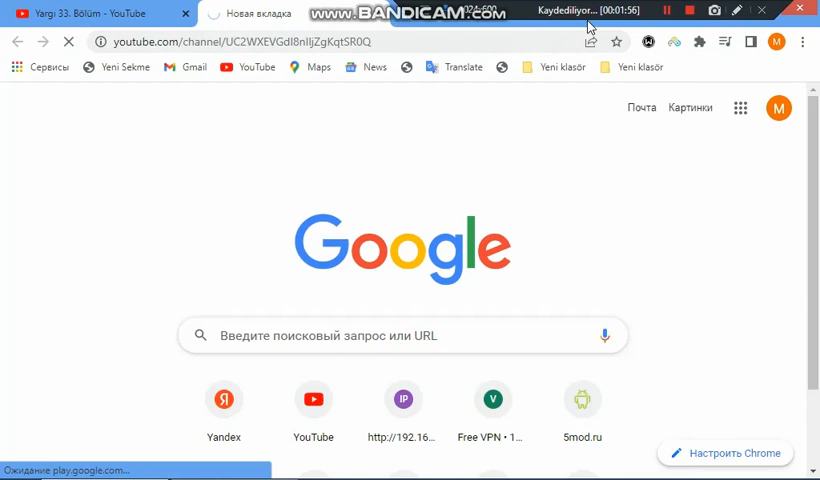 Yargı 33. Bölüm - YouTube
Новая вкладка
www.BANDICAM.com
Kaydediliyor... [00:01:56]
youtube.com/channel/UC2WXEVGdI8nIIjZgKqtSR0Q
M
Сервисы
Yeni Sekme
Gmail
YouTube
Maps
News
Translate
Yeni klasör
Yeni klasör
Почта
Картинки
M
Google
Введите поисковый запрос или URL
Я
IP
V
Yandex
YouTube
http://192.16...
Free VPN • 1...
5mod.ru
Настроить Chrome
Ожидание play.google.com...